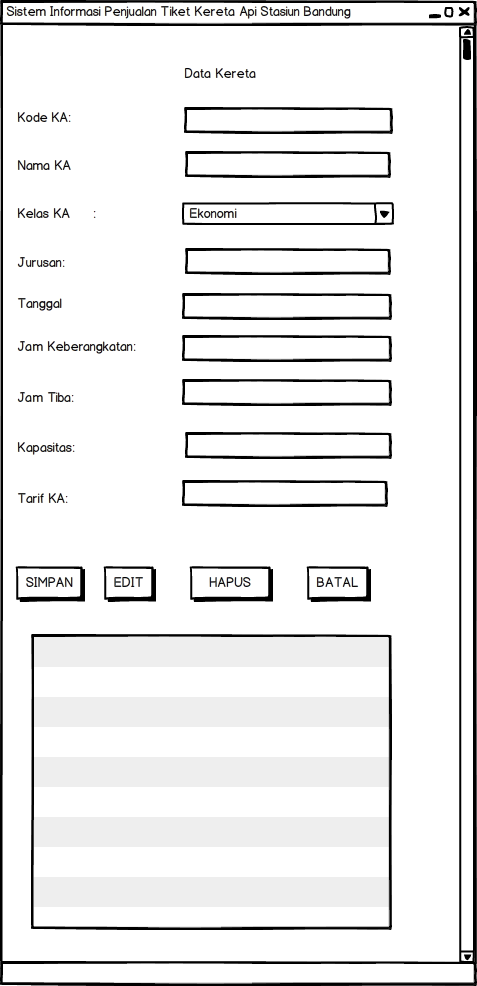 Sistem Informasi Penjualan Tiket Kereta Api Stasiun Bandung
Data Kereta
Kode KA:
Nama KA
Kelas KA : Ekonomi
Jurusan:
Tanggal
Jam Keberangkatan:
Jam Tiba:
Kapasitas:
Tarif KA:
SIMPAN EDIT HAPUS BATAL